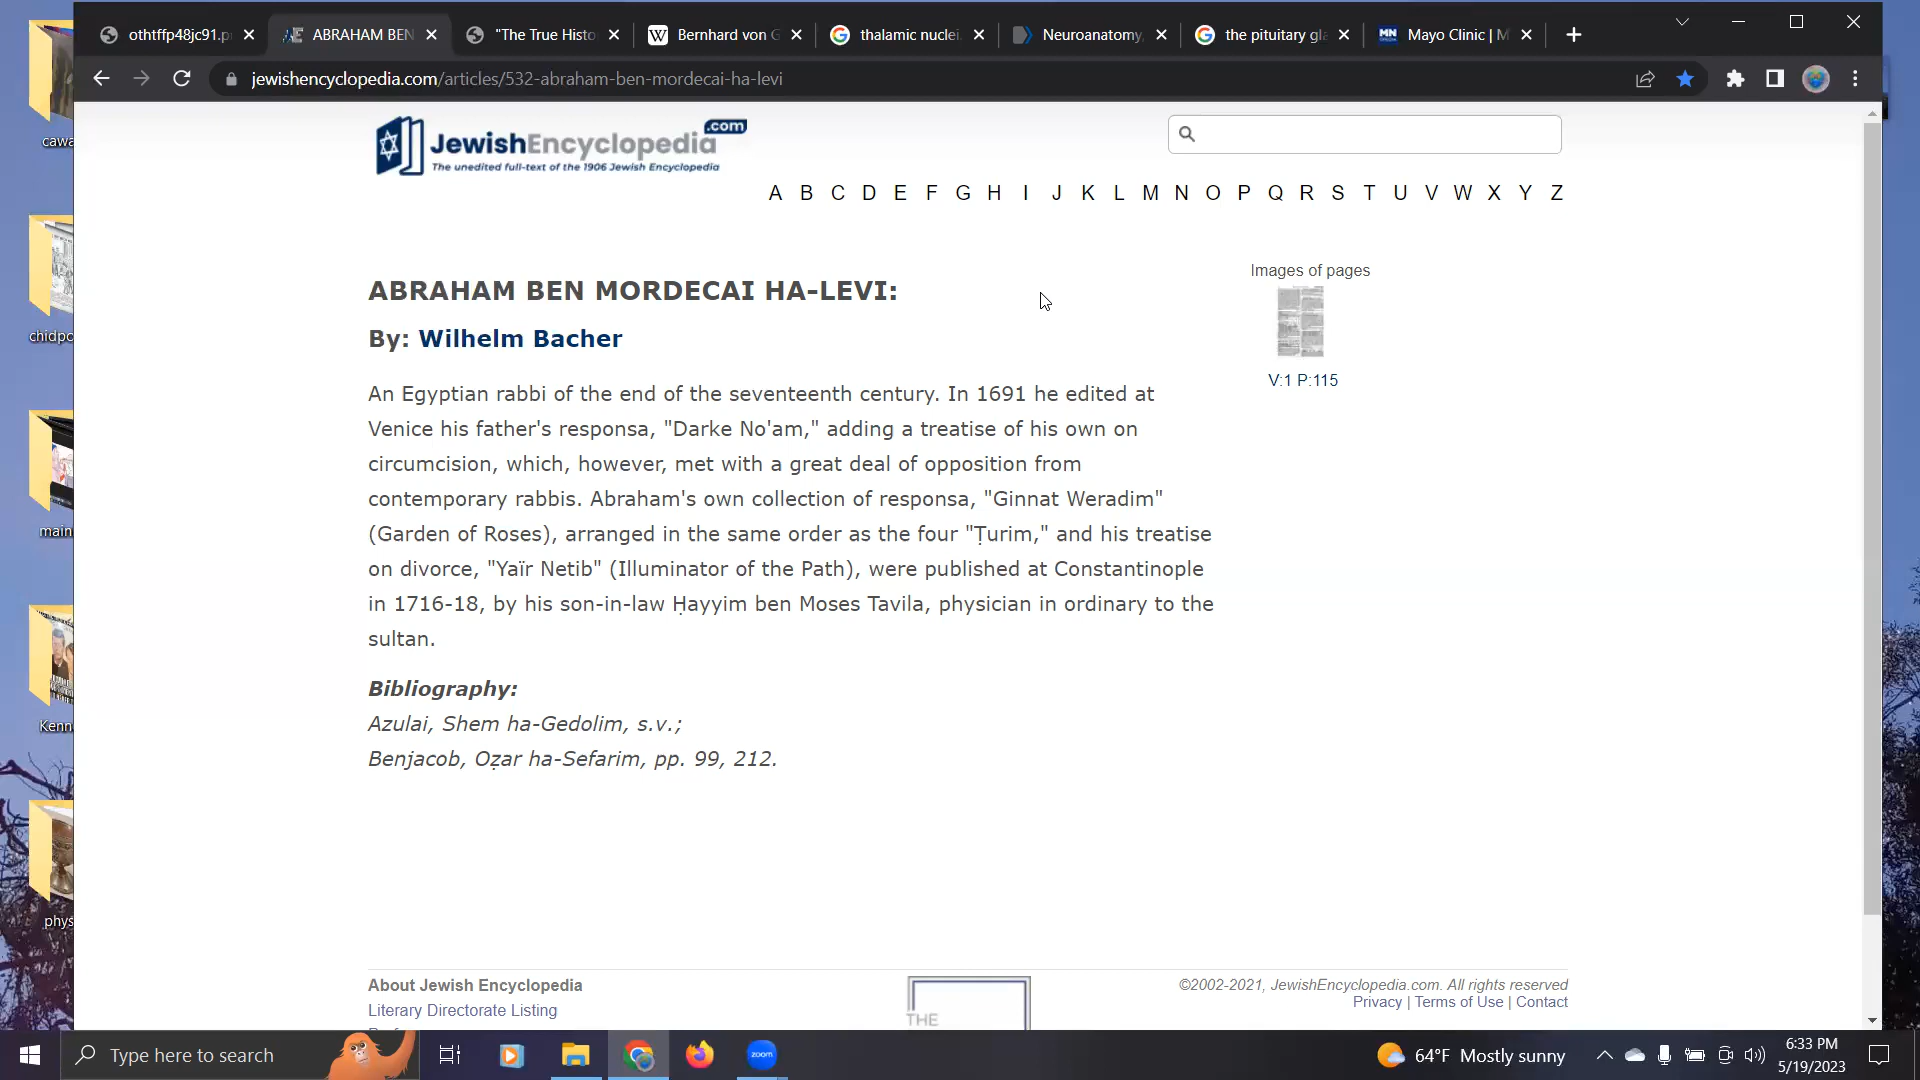 othtffp48jc91.p
ABRAHAM BEN
"The True Histo
Bernhard von G
thalamic nuclei.
Neuroanatomy,
the pituitary gl
MN
Mayo Clinic | M
jewishencyclopedia.com/articles/532-abraham-ben-mordecai-ha-levi
JewishEncyclopedia.com
The unedited full-text of the 1906 Jewish Encyclopedia
A B C D E F G H I J K L M N O P Q R S T U V W X Y Z
ABRAHAM BEN MORDECAI HA-LEVI:
By: Wilhelm Bacher
An Egyptian rabbi of the end of the seventeenth century. In 1691 he edited at
Venice his father's responsa, "Darke No'am," adding a treatise of his own on
circumcision, which, however, met with a great deal of opposition from
contemporary rabbis. Abraham's own collection of responsa, "Ginnat Weradim"
(Garden of Roses), arranged in the same order as the four "Ṭurim," and his treatise
on divorce, "Yaïr Netib" (Illuminator of the Path), were published at Constantinople
in 1716-18, by his son-in-law Ḥayyim ben Moses Tavila, physician in ordinary to the
sultan.
Bibliography:
Azulai, Shem ha-Gedolim, s.v.;
Benjacob, Oẓar ha-Sefarim, pp. 99, 212.
Images of pages
V:1 P:115
About Jewish Encyclopedia
Literary Directorate Listing
THE
©2002-2021, JewishEncyclopedia.com. All rights reserved
Privacy | Terms of Use | Contact
cawa
chidpo
main
Kenn
phys
Type here to search
zoom
64°F Mostly sunny
6:33 PM
5/19/2023